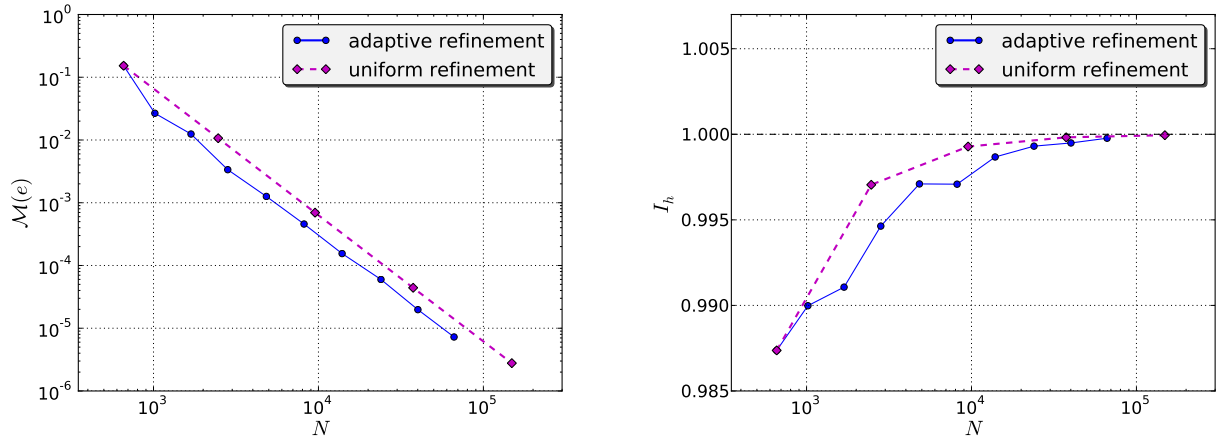 10^0
10^-1
10^-2
10^-3
10^-4
10^-5
10^-6
10^3
10^4
10^5
N
M(e)
adaptive refinement
uniform refinement
1.005
1.000
0.995
0.990
0.985
10^3
10^4
10^5
N
I_h
adaptive refinement
uniform refinement